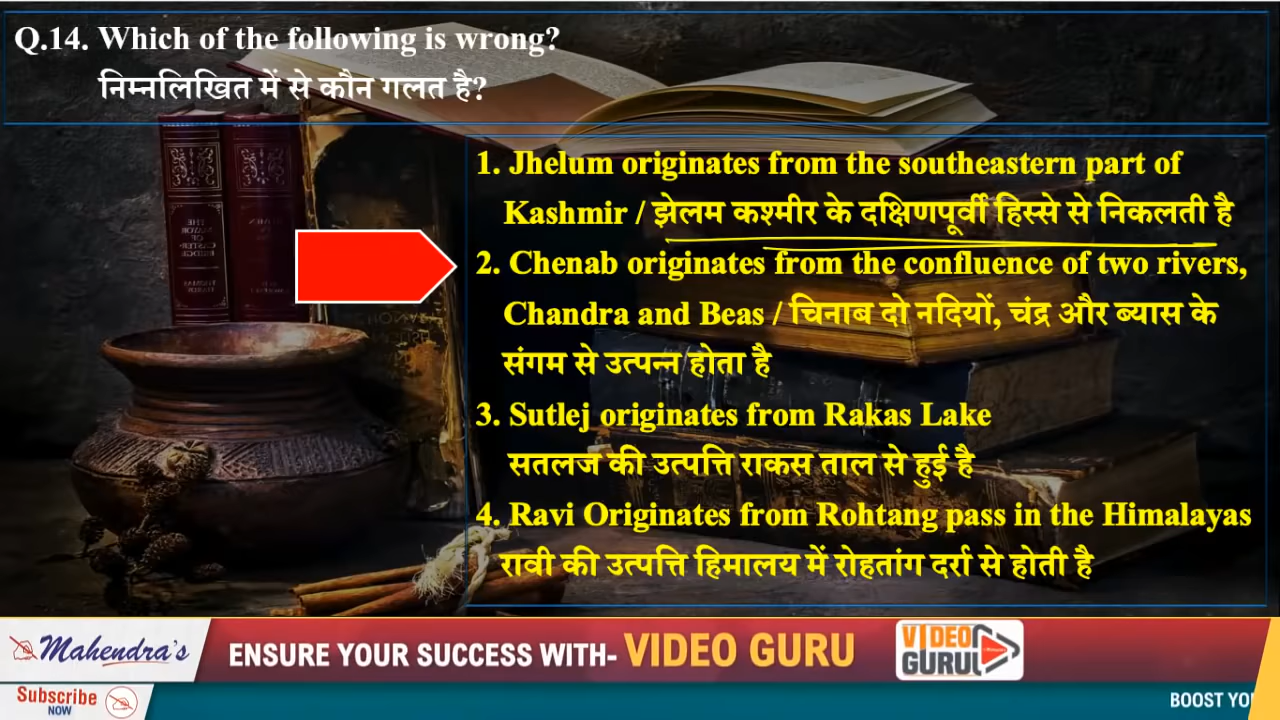 Q.14. Which of the following is wrong?
निम्नलिखित में से कौन गलत है?
1. Jhelum originates from the southeastern part of
Kashmir / झेलम कश्मीर के दक्षिणपूर्वी हिस्से से निकलती है
2. Chenab originates from the confluence of two rivers,
Chandra and Beas / चिनाब दो नदियों, चंद्र और ब्यास के
संगम से उत्पन्न होता है
3. Sutlej originates from Rakas Lake
सतलज की उत्पत्ति राकस ताल से हुई है
4. Ravi Originates from Rohtang pass in the Himalayas
रावी की उत्पत्ति हिमालय में रोहतांग दर्रा से होती है
Mahendra's
ENSURE YOUR SUCCESS WITH- VIDEO GURU
VIDEO
GURU
Subscribe
NOW
BOOST